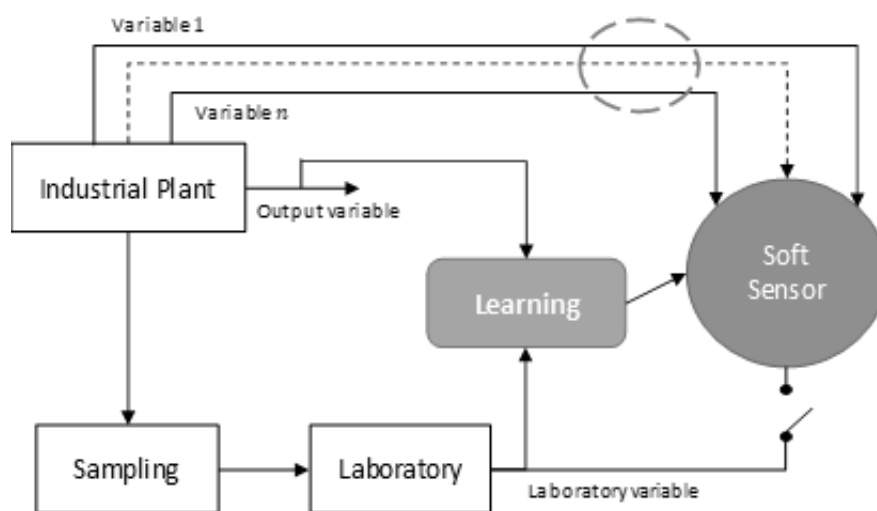 Variable 1
Variable n
Industrial Plant
Output variable
Soft
Sensor
Learning
Sampling
Laboratory
Laboratory variable